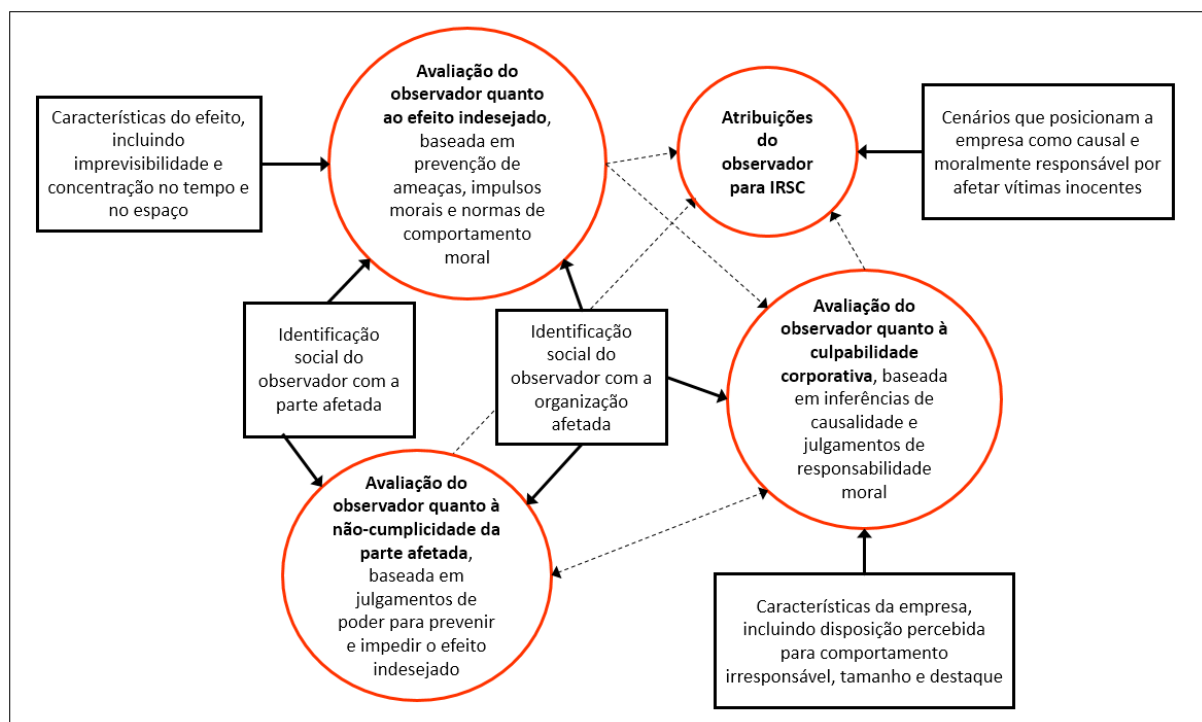 Características do efeito,
incluindo
imprevisibilidade e
concentração no tempo e
no espaço
Avaliação do
observador quanto
ao efeito indesejado,
baseada em
prevenção de
ameaças, impulsos
morais e normas de
comportamento
moral
Atribuições
do
observador
para IRSC
Cenários que posicionam a
empresa como causal e
moralmente responsável por
afetar vítimas inocentes
Identificação
social do
observador com a
parte afetada
Identificação
social do
observador com a
organização
afetada
Avaliação do
observador quanto à
culpabilidade
corporativa, baseada
em inferências de
causalidade e
julgamentos de
responsabilidade
moral
Avaliação do
observador quanto à
não-cumplicidade da
parte afetada,
baseada em
julgamentos de
poder para prevenir
e impedir o efeito
indesejado
Características da empresa,
incluindo disposição percebida
para comportamento
irresponsável, tamanho e
destaque